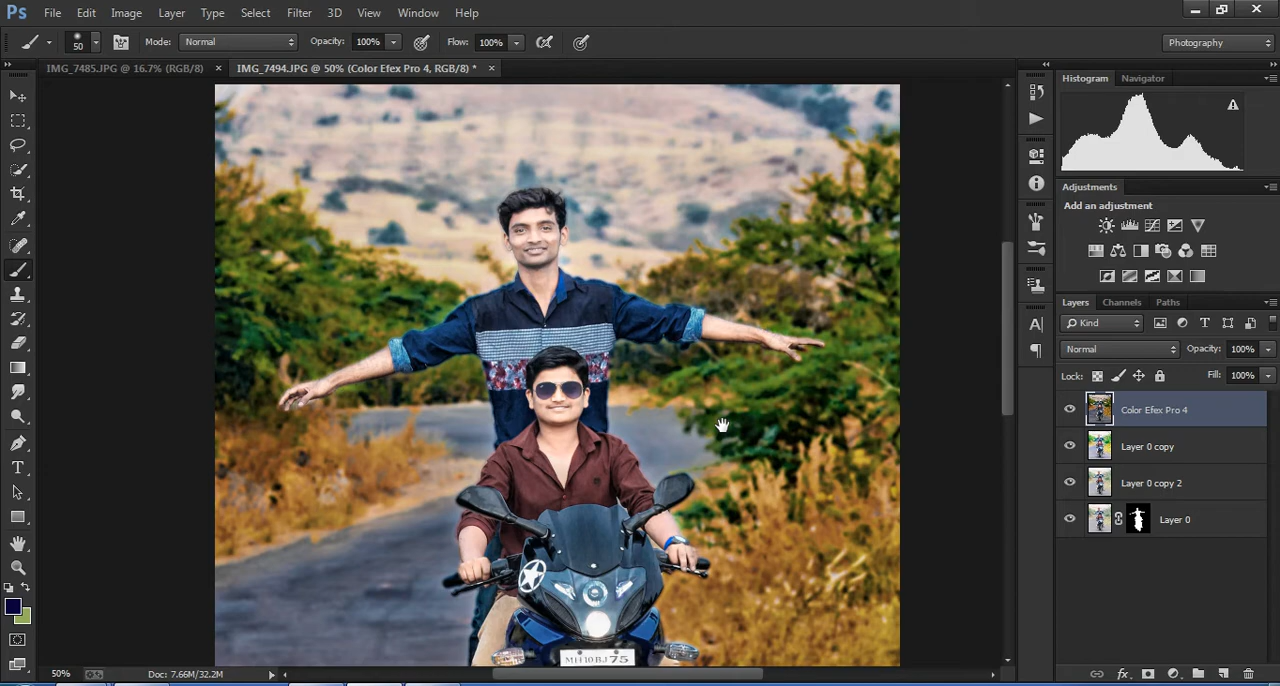 Ps File Edit Image Layer Type Select Filter 3D View Window Help
50 Mode: Normal Opacity: 100% Flow: 100% Photography
IMG_7485.JPG @ 16.7% (RGB/8) × IMG_7494.JPG @ 50% (Color Efex Pro 4, RGB/8) * ×
Histogram Navigator
Adjustments
Add an adjustment
Layers Channels Paths
Kind
Normal Opacity: 100%
Lock: Fill: 100%
Color Efex Pro 4
Layer 0 copy
Layer 0 copy 2
Layer 0
MH10BJ75
50% Doc: 7.66M/32.2M